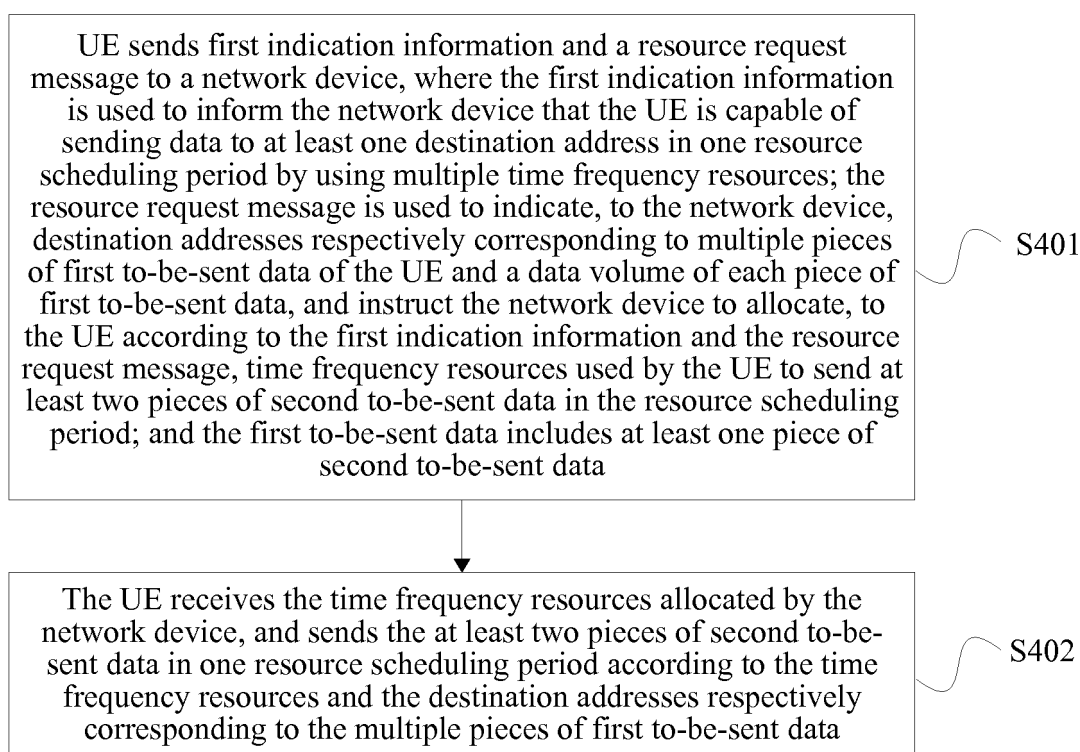 UE sends first indication information and a resource request
message to a network device, where the first indication information
is used to inform the network device that the UE is capable of
sending data to at least one destination address in one resource
scheduling period by using multiple time frequency resources; the
resource request message is used to indicate, to the network device,
destination addresses respectively corresponding to multiple pieces
of first to-be-sent data of the UE and a data volume of each piece of
first to-be-sent data, and instruct the network device to allocate, to
the UE according to the first indication information and the resource
request message, time frequency resources used by the UE to send at
least two pieces of second to-be-sent data in the resource scheduling
period; and the first to-be-sent data includes at least one piece of
second to-be-sent data
S401
The UE receives the time frequency resources allocated by the
network device, and sends the at least two pieces of second to-be-
sent data in one resource scheduling period according to the time
frequency resources and the destination addresses respectively
corresponding to the multiple pieces of first to-be-sent data
S402